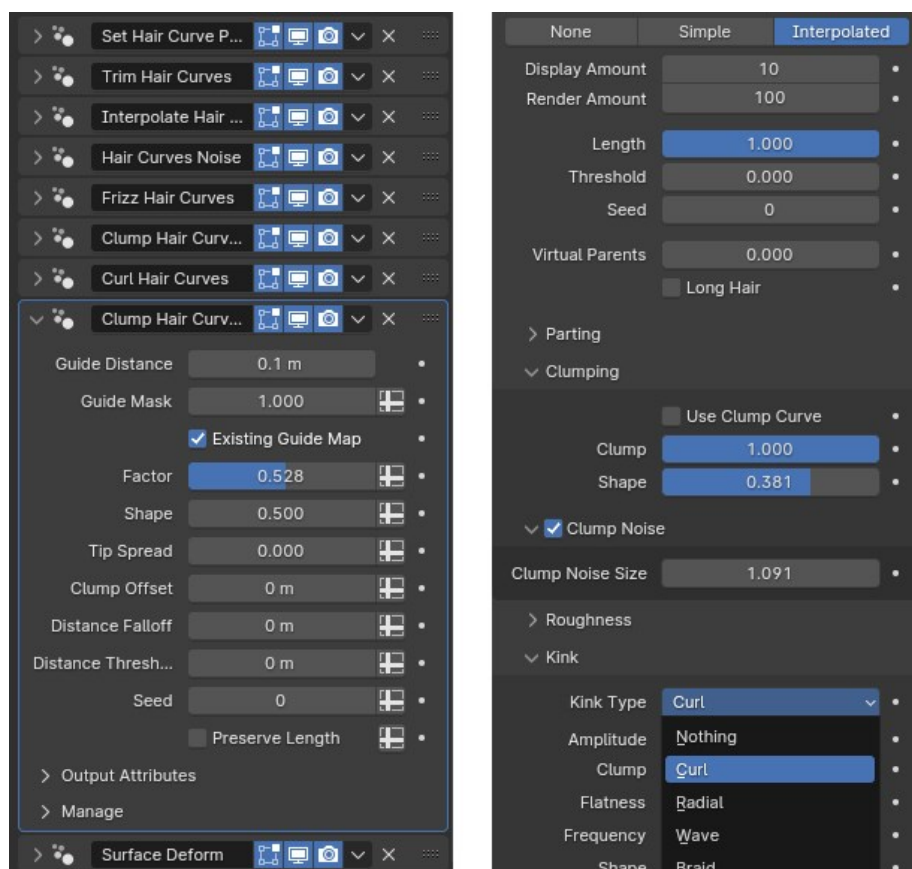 Set Hair Curve P...
Trim Hair Curves
Interpolate Hair ...
Hair Curves Noise
Frizz Hair Curves
Clump Hair Curv...
Curl Hair Curves
Clump Hair Curv...
Guide Distance 0.1 m
Guide Mask 1.000
Existing Guide Map
Factor 0.528
Shape 0.500
Tip Spread 0.000
Clump Offset 0 m
Distance Falloff 0 m
Distance Thresh... 0 m
Seed 0
Preserve Length
Output Attributes
Manage
Surface Deform
None Simple Interpolated
Display Amount 10
Render Amount 100
Length 1.000
Threshold 0.000
Seed 0
Virtual Parents 0.000
Long Hair
Parting
Clumping
Use Clump Curve
Clump 1.000
Shape 0.381
Clump Noise
Clump Noise Size 1.091
Roughness
Kink
Kink Type Curl
Amplitude Nothing
Clump Curl
Flatness Radial
Frequency Wave
Shape Braid